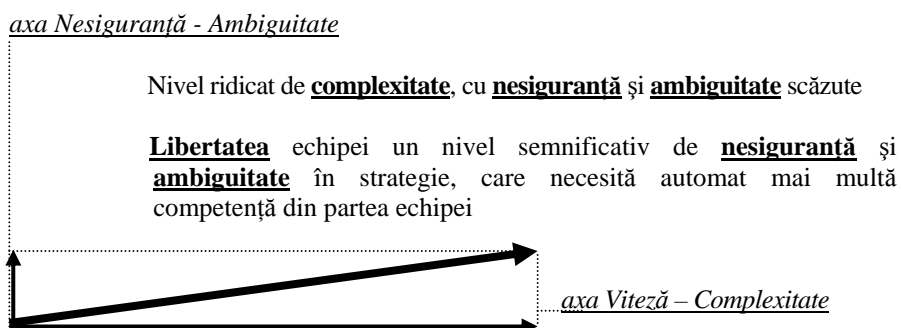 axa Nesiguranţă - Ambiguitate
Nivel ridicat de complexitate, cu nesiguranţă şi ambiguitate scăzute
Libertatea echipei un nivel semnificativ de nesiguranţă şi
ambiguitate în strategie, care necesită automat mai multă
competenţă din partea echipei
axa Viteză – Complexitate